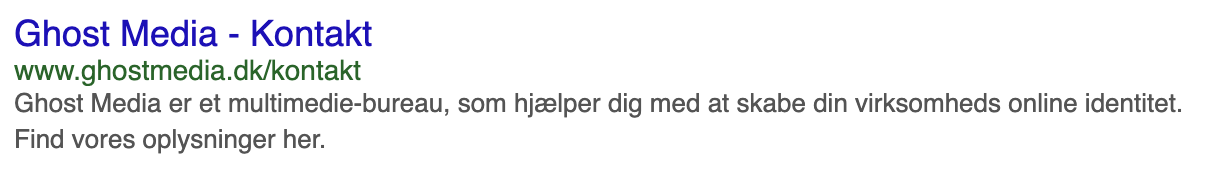 Ghost Media - Kontakt
www.ghostmedia.dk/kontakt
Ghost Media er et multimedie-bureau, som hjælper dig med at skabe din virksomheds online identitet.
Find vores oplysninger her.